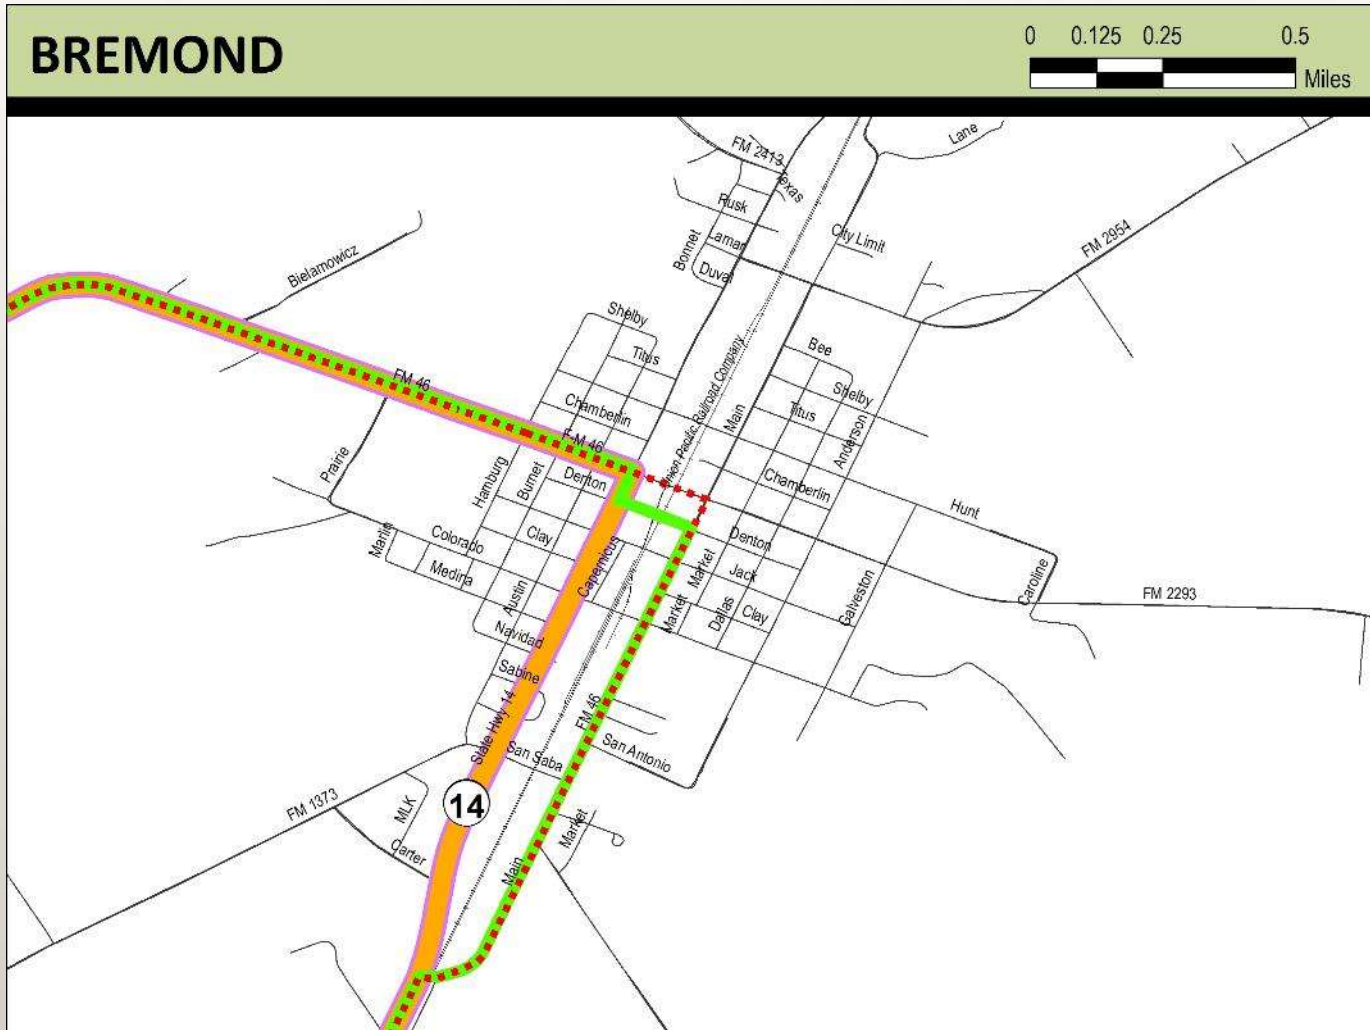 BREMOND
0 0.125 0.25 0.5
Miles
Lane
FM 2413
Texas
Rusk
City Limit
FM 2954
Lamar
Bonnet
Duval
Bielamowicz
Shelby
Titus
Union Pacific Railroad Company
Bee
Shelby
FM 46
Chamberlin
Main
Titus
Anderson
FM 46
Prairie
Hamburg
Burnet
Denton
Chamberlin
Hunt
Marlin
Colorado
Clay
Capernicus
Denton
Medina
Austin
Market
Jack
Galveston
Caroline
FM 2293
Market
Dallas
Clay
Navidad
Sabine
State Hwy 14
FM 46
San Saba
San Antonio
FM 1373
MLK
14
Market
Carter
Main